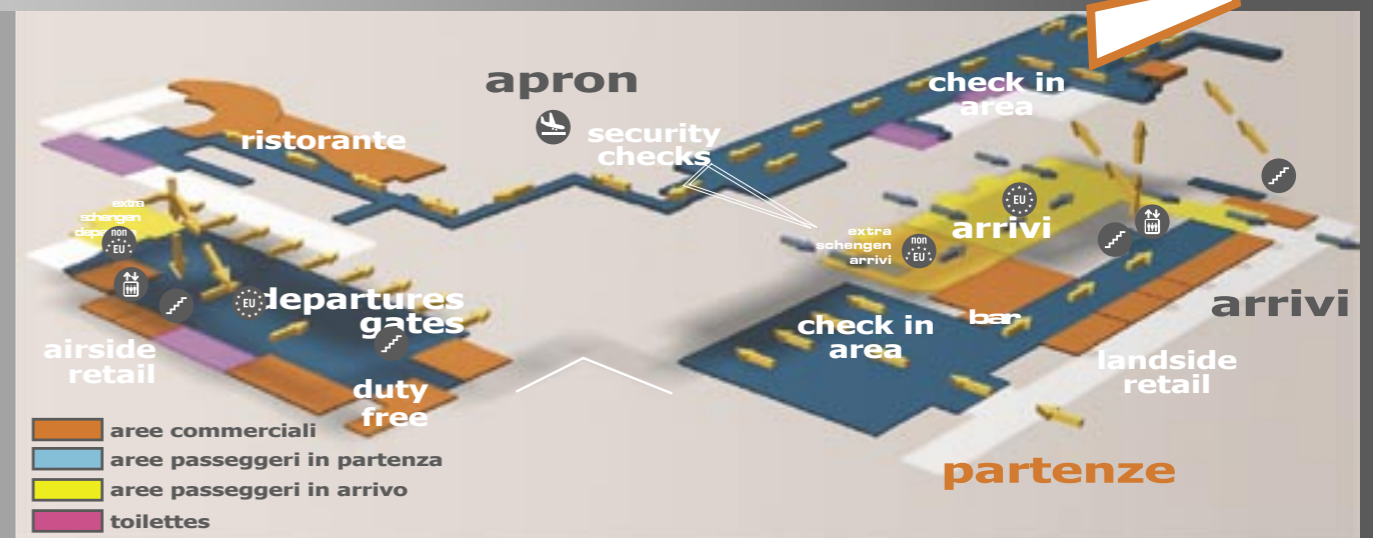 apron
check in
area
security
checks
ristorante
extra
schengen
non
EU
EU
departures
gates
airside
retail
duty
free
EU
arrivi
extra
schengen
arrivi
non
EU
check in
area
bar
arrivi
landside
retail
partenze
aree commerciali
aree passeggeri in partenza
aree passeggeri in arrivo
toilettes